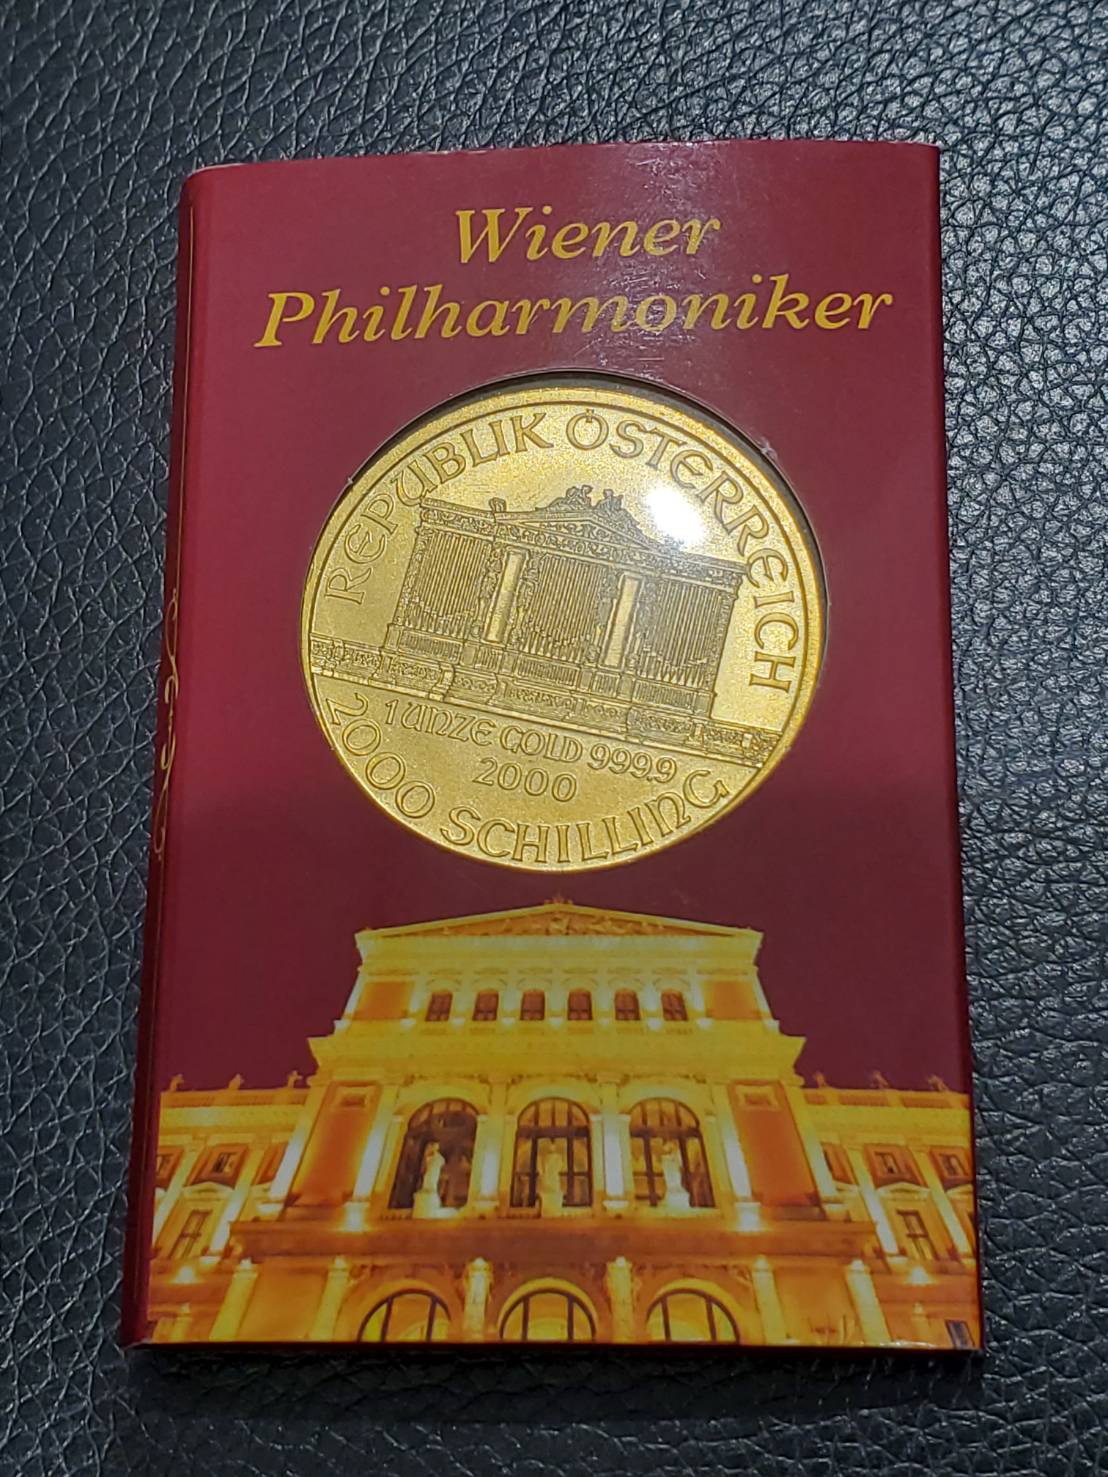 Wiener
Philharmoniker
REPUBLIK ÖSTERREICH
1 UNZE GOLD 999.9
2000
2000 SCHILLING